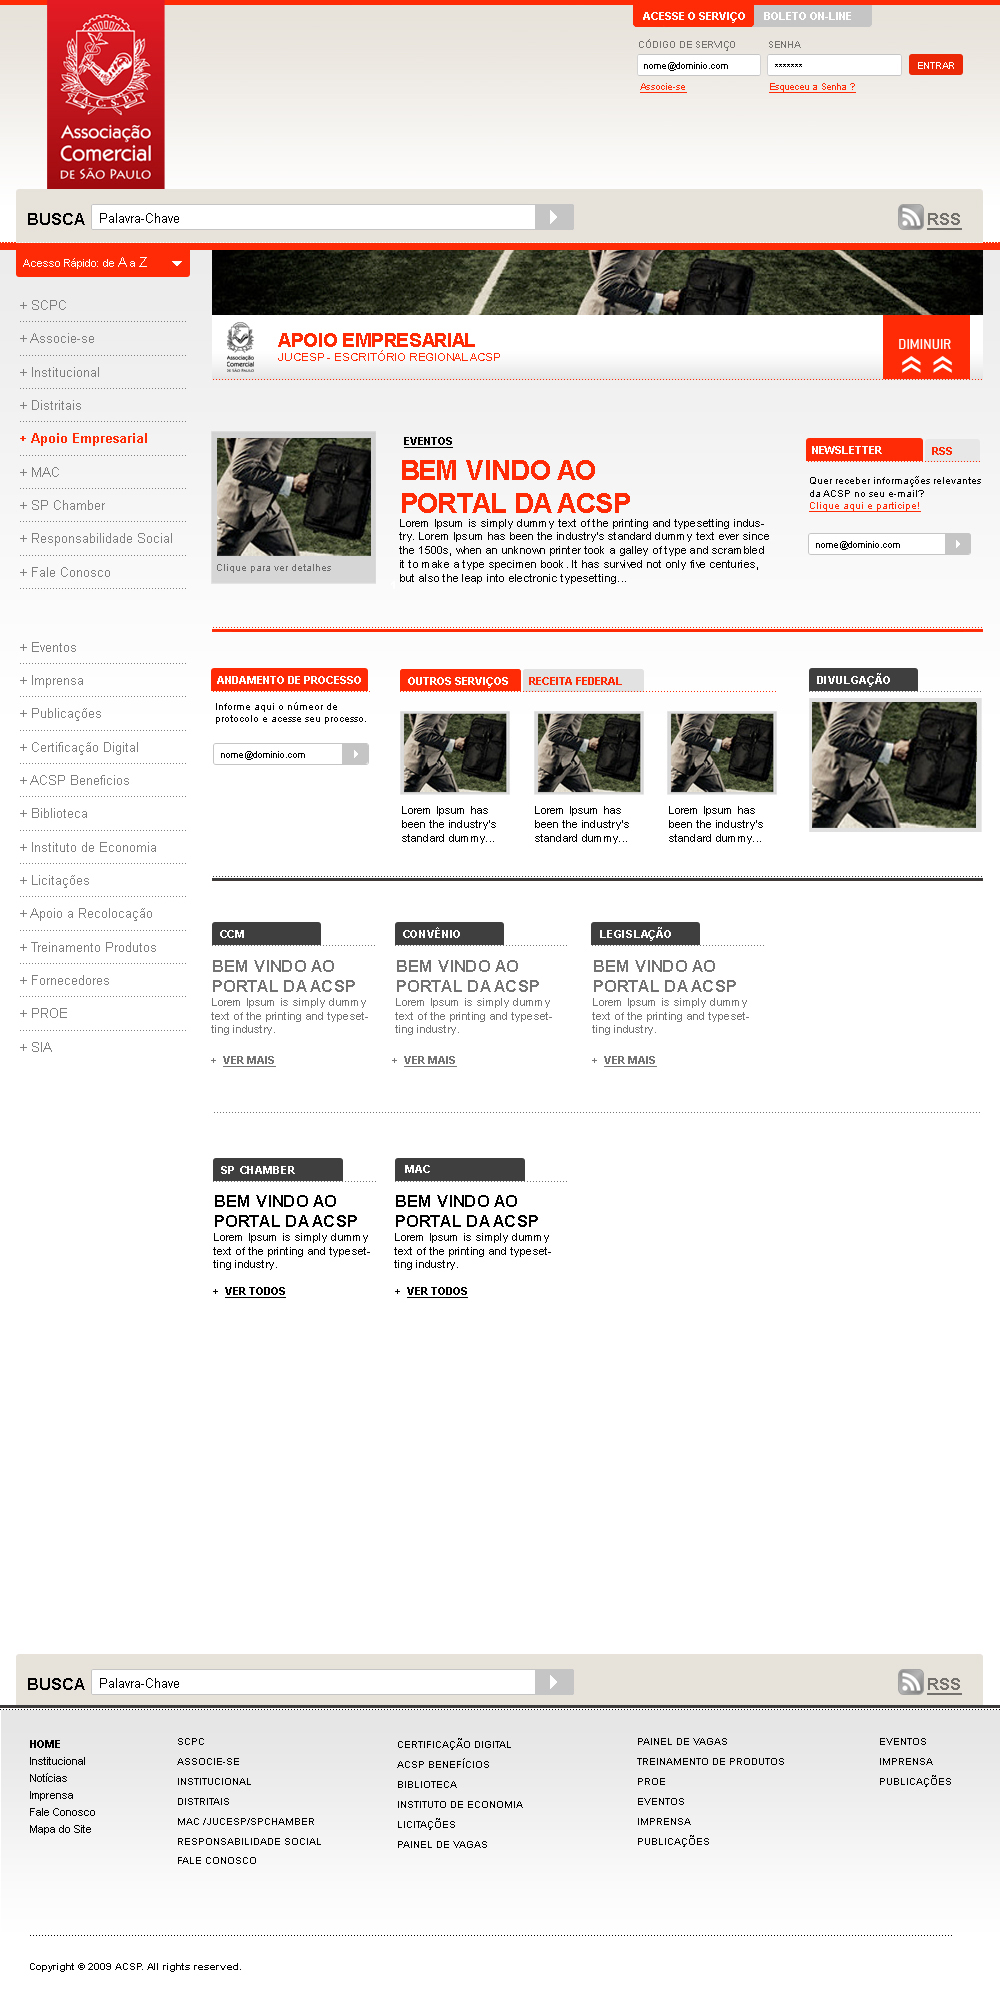 ACESSE O SERVIÇO
BOLETO ON-LINE
CÓDIGO DE SERVIÇO
SENHA
nome@dominio.com
*******
ENTRAR
Associe-se
Esqueceu a Senha ?
A.C.S.P.
Associação
Comercial
DE SÃO PAULO
BUSCA
Palavra-Chave
RSS
Acesso Rápido: de A a Z
+ SCPC
+ Associe-se
+ Institucional
+ Distritais
+ Apoio Empresarial
+ MAC
+ SP Chamber
+ Responsabilidade Social
+ Fale Conosco
+ Eventos
+ Imprensa
+ Publicações
+ Certificação Digital
+ ACSP Beneficios
+ Biblioteca
+ Instituto de Economia
+ Licitações
+ Apoio a Recolocação
+ Treinamento Produtos
+ Fornecedores
+ PROE
+ SIA
Associação
Comercial
DE SÃO PAULO
APOIO EMPRESARIAL
JUCESP - ESCRITÓRIO REGIONAL ACSP
DIMINUIR
Clique para ver detalhes
EVENTOS
BEM VINDO AO
PORTAL DA ACSP
Lorem Ipsum is simply dummy text of the printing and typesetting indus-
try. Lorem Ipsum has been the industry's standard dummy text ever since
the 1500s, when an unknown printer took a galley of type and scrambled
it to make a type specimen book. It has survived not only five centuries,
but also the leap into electronic typesetting...
NEWSLETTER
RSS
Quer receber informações relevantes
da ACSP no seu e-mail?
Clique aqui e participe!
nome@dominio.com
ANDAMENTO DE PROCESSO
Informe aqui o númeor de
protocolo e acesse seu processo.
nome@dominio.com
OUTROS SERVIÇOS
RECEITA FEDERAL
Lorem Ipsum has
been the industry's
standard dummy...
Lorem Ipsum has
been the industry's
standard dummy...
Lorem Ipsum has
been the industry's
standard dummy...
DIVULGAÇÃO
CCM
BEM VINDO AO
PORTAL DA ACSP
Lorem Ipsum is simply dummy
text of the printing and typeset-
ting industry.
+ VER MAIS
CONVÊNIO
BEM VINDO AO
PORTAL DA ACSP
Lorem Ipsum is simply dummy
text of the printing and typeset-
ting industry.
+ VER MAIS
LEGISLAÇÃO
BEM VINDO AO
PORTAL DA ACSP
Lorem Ipsum is simply dummy
text of the printing and typeset-
ting industry.
+ VER MAIS
SP CHAMBER
BEM VINDO AO
PORTAL DA ACSP
Lorem Ipsum is simply dummy
text of the printing and typeset-
ting industry.
+ VER TODOS
MAC
BEM VINDO AO
PORTAL DA ACSP
Lorem Ipsum is simply dummy
text of the printing and typeset-
ting industry.
+ VER TODOS
BUSCA
Palavra-Chave
RSS
HOME
Institucional
Notícias
Imprensa
Fale Conosco
Mapa do Site
SCPC
ASSOCIE-SE
INSTITUCIONAL
DISTRITAIS
MAC /JUCESP/SPCHAMBER
RESPONSABILIDADE SOCIAL
FALE CONOSCO
CERTIFICAÇÃO DIGITAL
ACSP BENEFÍCIOS
BIBLIOTECA
INSTITUTO DE ECONOMIA
LICITAÇÕES
PAINEL DE VAGAS
PAINEL DE VAGAS
TREINAMENTO DE PRODUTOS
PROE
EVENTOS
IMPRENSA
PUBLICAÇÕES
EVENTOS
IMPRENSA
PUBLICAÇÕES
Copyright © 2009 ACSP. All rights reserved.